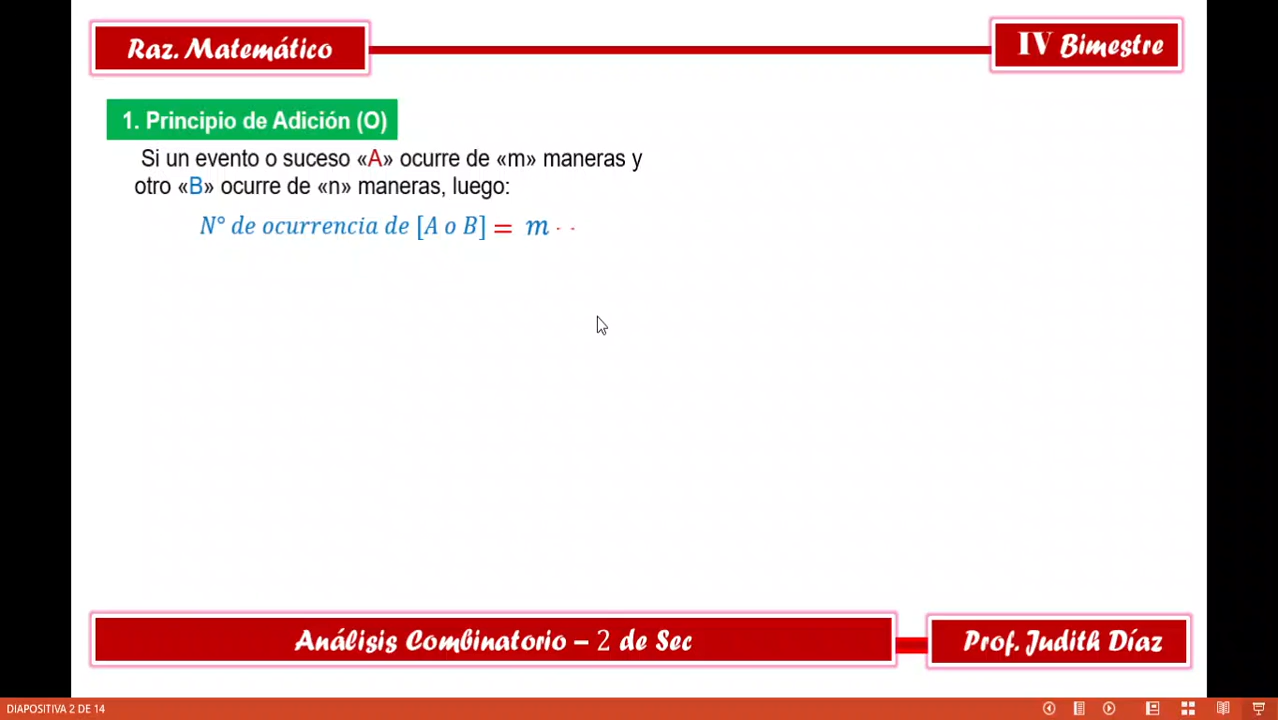 Raz. Matemático
IV Bimestre
1. Principio de Adición (O)
Si un evento o suceso «A» ocurre de «m» maneras y
otro «B» ocurre de «n» maneras, luego:
N° de ocurrencia de [A o B] = m
Análisis Combinatorio – 2 de Sec
Prof. Judith Díaz
DIAPOSITIVA 2 DE 14